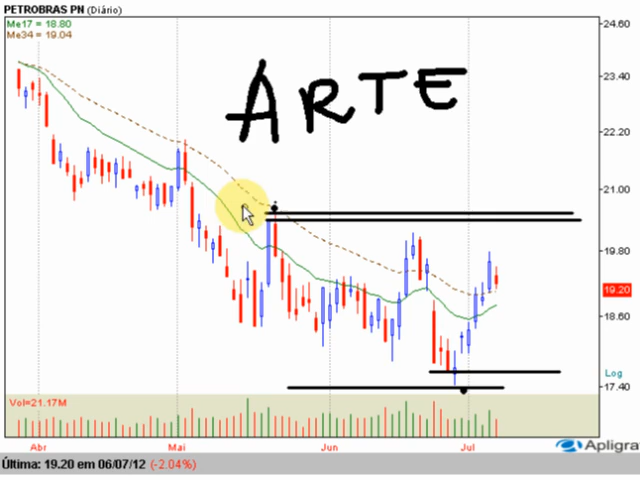 PETROBRAS PN (Diário)
Me17 = 18.80
Me34 = 19.04
ARTE
24.60
23.40
22.20
21.00
19.80
19.20
18.60
Log
17.40
Vol=21.17M
Abr Mai Jun Jul
Apligra
Última: 19.20 em 06/07/12 (-2.04%)